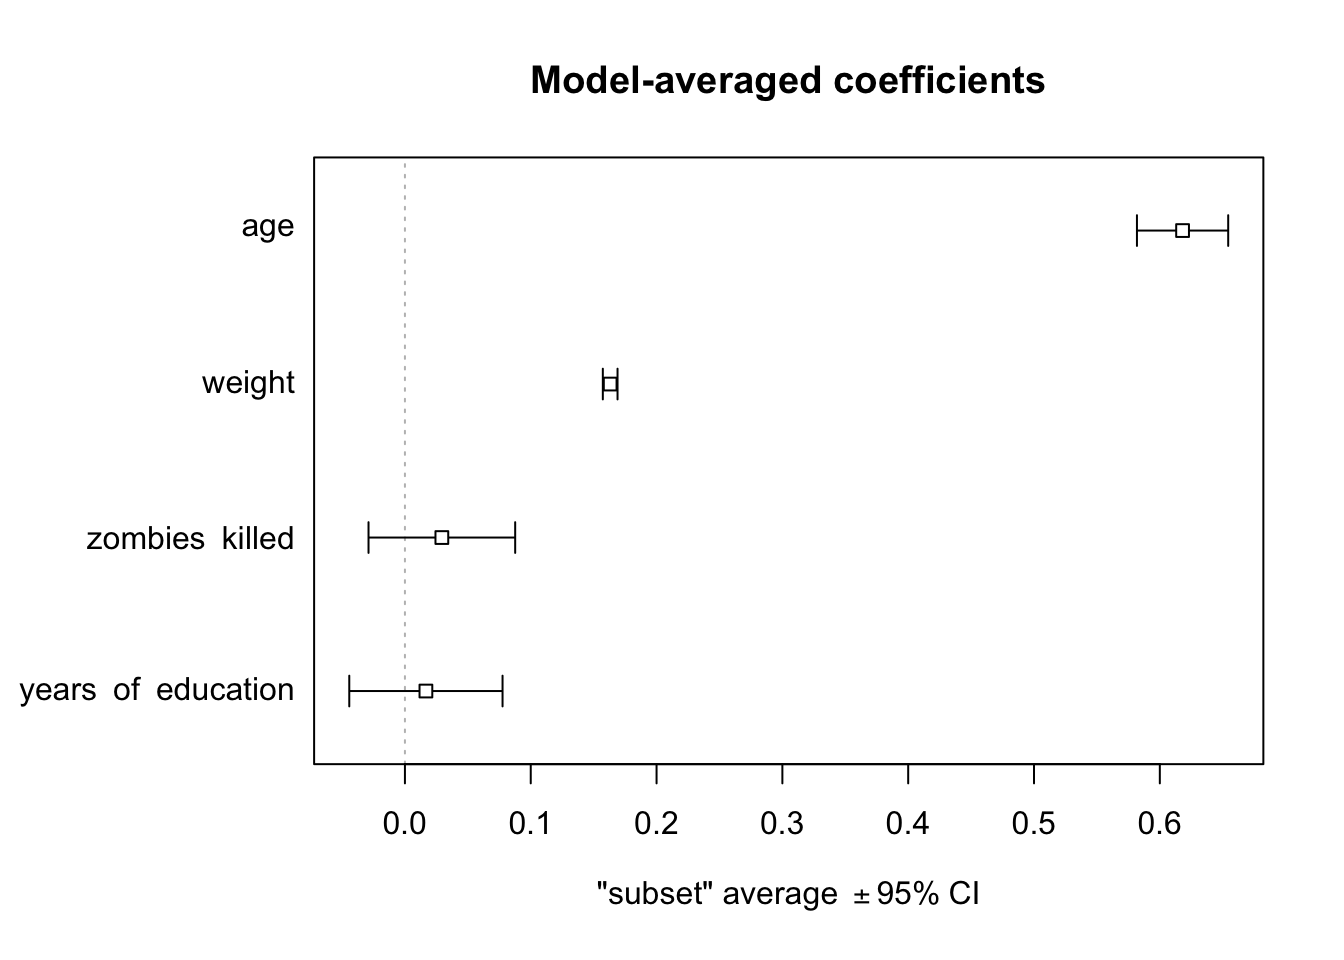 Model-averaged coefficients
age
weight
zombies killed
years of education
0.0 0.1 0.2 0.3 0.4 0.5 0.6
"subset" average ± 95% CI